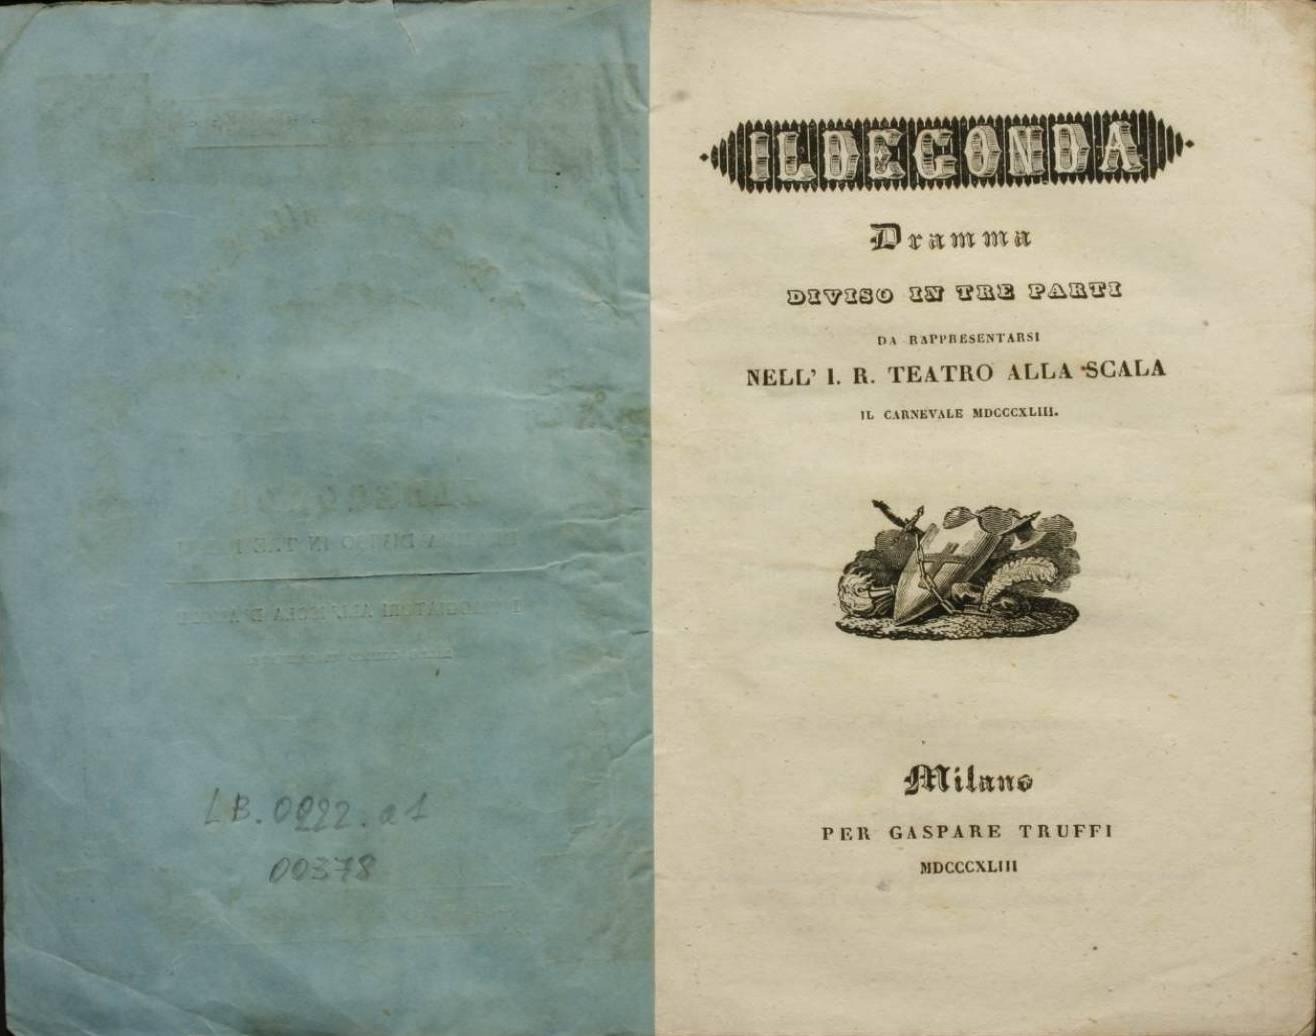 LB.0222.a1
00378
ILDEGONDA
Dramma
DIVISO IN TRE PARTI
DA RAPPRESENTARSI
NELL' I. R. TEATRO ALLA SCALA
IL CARNEVALE MDCCCXLIII.
Milano
PER GASPARE TRUFFI
MDCCCXLIII